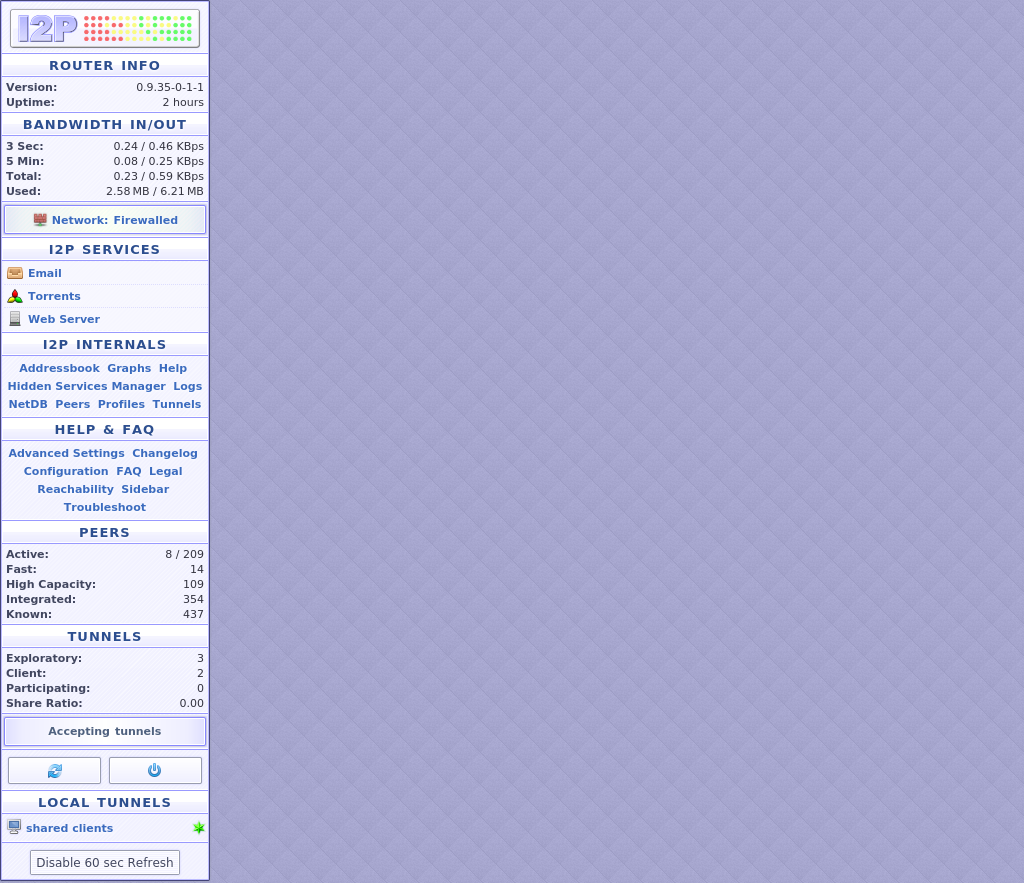 I2P
ROUTER INFO
Version: 0.9.35-0-1-1
Uptime: 2 hours
BANDWIDTH IN/OUT
3 Sec: 0.24 / 0.46 KBps
5 Min: 0.08 / 0.25 KBps
Total: 0.23 / 0.59 KBps
Used: 2.58 MB / 6.21 MB
Network: Firewalled
I2P SERVICES
Email
Torrents
Web Server
I2P INTERNALS
Addressbook Graphs Help
Hidden Services Manager Logs
NetDB Peers Profiles Tunnels
HELP & FAQ
Advanced Settings Changelog
Configuration FAQ Legal
Reachability Sidebar
Troubleshoot
PEERS
Active: 8 / 209
Fast: 14
High Capacity: 109
Integrated: 354
Known: 437
TUNNELS
Exploratory: 3
Client: 2
Participating: 0
Share Ratio: 0.00
Accepting tunnels
LOCAL TUNNELS
shared clients
Disable 60 sec Refresh